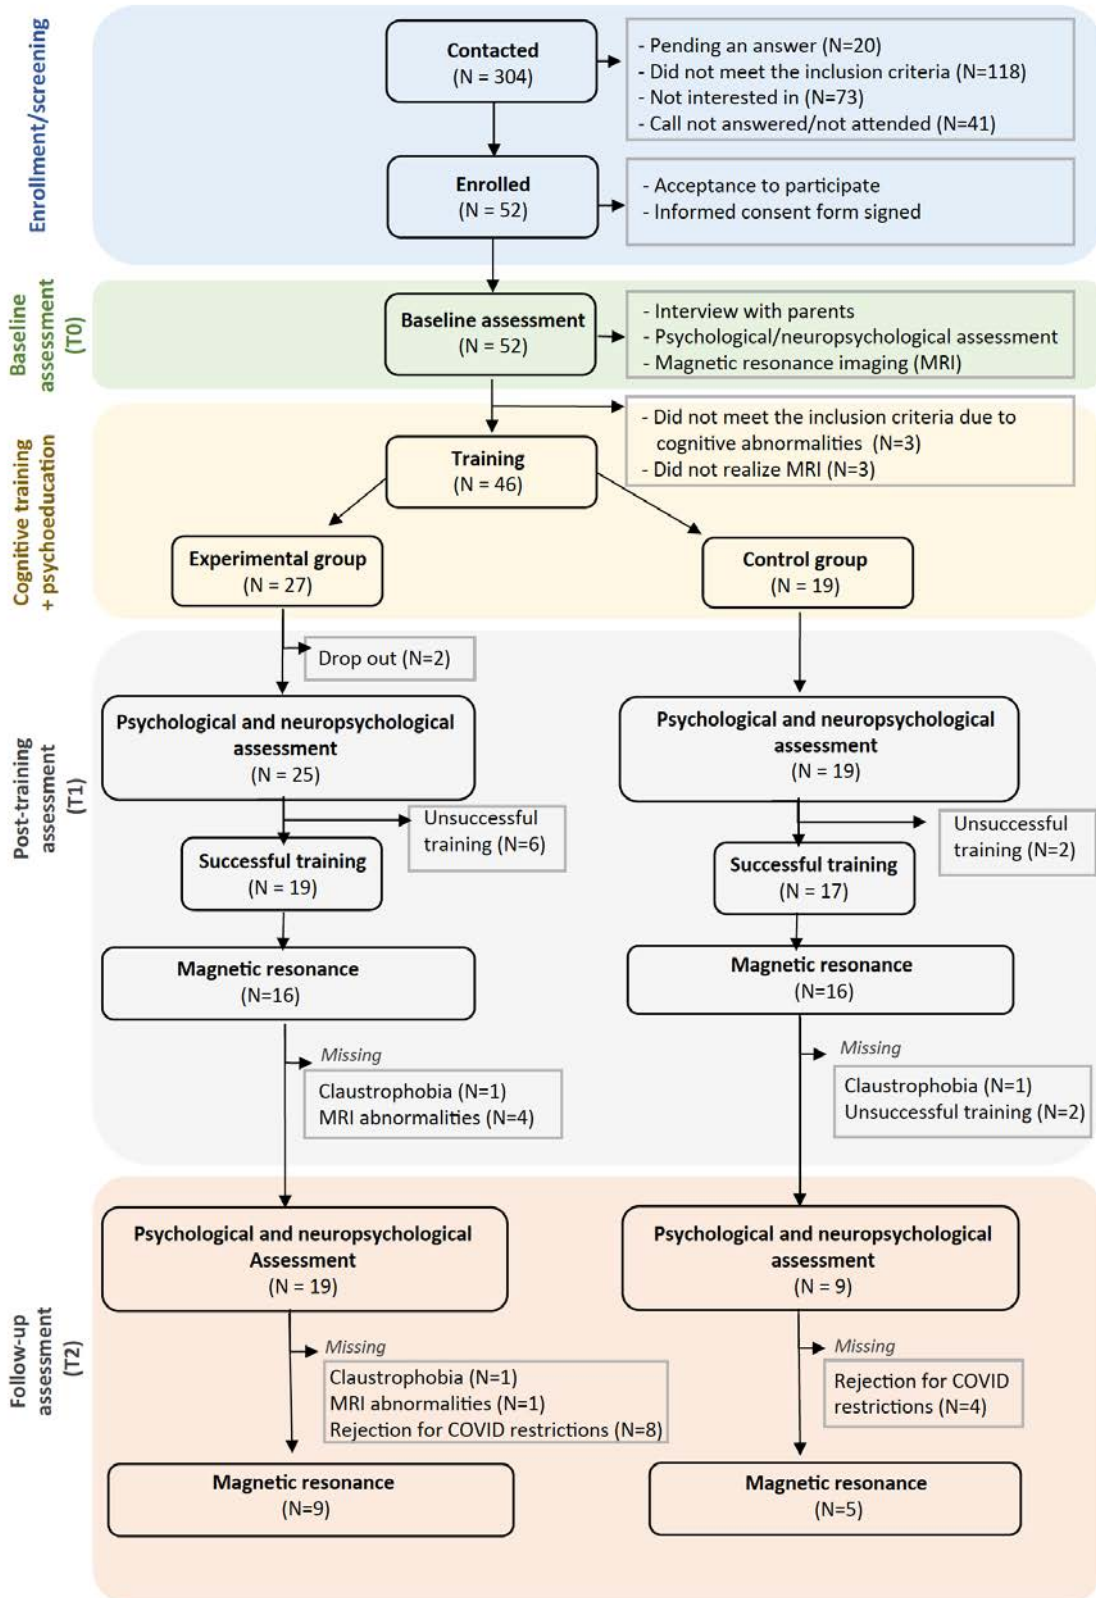 Enrollment/screening
Contacted
(N = 304)
- Pending an answer (N=20)
- Did not meet the inclusion criteria (N=118)
- Not interested in (N=73)
- Call not answered/not attended (N=41)
Enrolled
(N = 52)
- Acceptance to participate
- Informed consent form signed
Baseline
assessment
(T0)
Baseline assessment
(N = 52)
- Interview with parents
- Psychological/neuropsychological assessment
- Magnetic resonance imaging (MRI)
Cognitive training
+ psychoeducation
- Did not meet the inclusion criteria due to
cognitive abnormalities (N=3)
- Did not realize MRI (N=3)
Training
(N = 46)
Experimental group
(N = 27)
Control group
(N = 19)
Post-training
assessment
(T1)
Drop out (N=2)
Psychological and neuropsychological
assessment
(N = 25)
Psychological and neuropsychological
assessment
(N = 19)
Unsuccessful
training (N=6)
Unsuccessful
training (N=2)
Successful training
(N = 19)
Successful training
(N = 17)
Magnetic resonance
(N=16)
Magnetic resonance
(N=16)
Missing
Claustrophobia (N=1)
MRI abnormalities (N=4)
Missing
Claustrophobia (N=1)
Unsuccessful training (N=2)
Follow-up
assessment
(T2)
Psychological and neuropsychological
Assessment
(N = 19)
Psychological and neuropsychological
assessment
(N = 9)
Missing
Claustrophobia (N=1)
MRI abnormalities (N=1)
Rejection for COVID restrictions (N=8)
Missing
Rejection for COVID
restrictions (N=4)
Magnetic resonance
(N=9)
Magnetic resonance
(N=5)